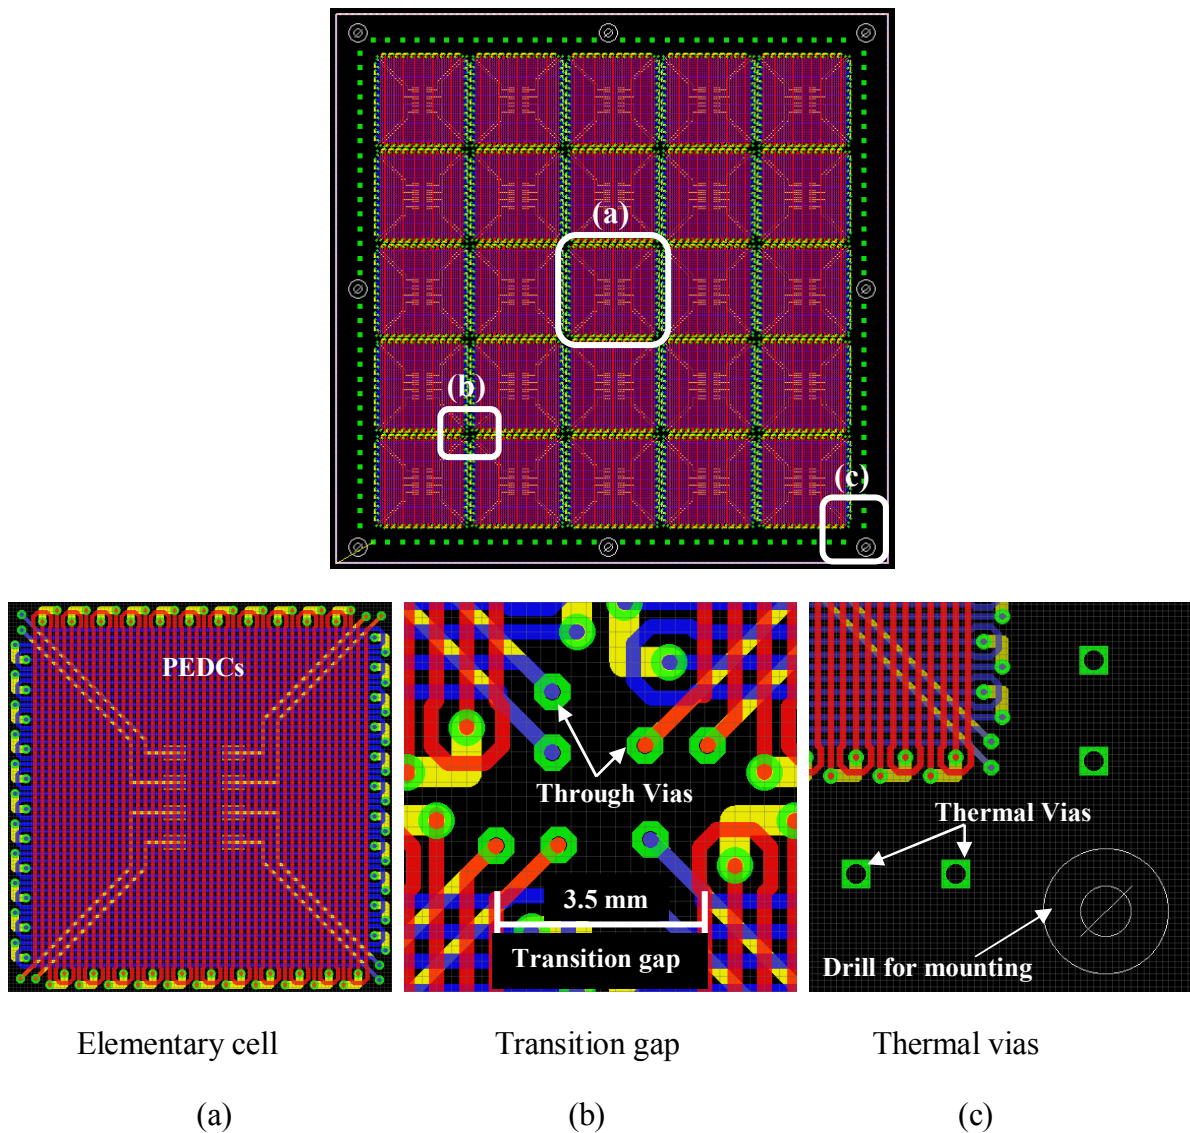 (a)
(b)
(c)
PEDCs
Through Vias
3.5 mm
Transition gap
Thermal Vias
Drill for mounting
Elementary cell
Transition gap
Thermal vias
(a)
(b)
(c)